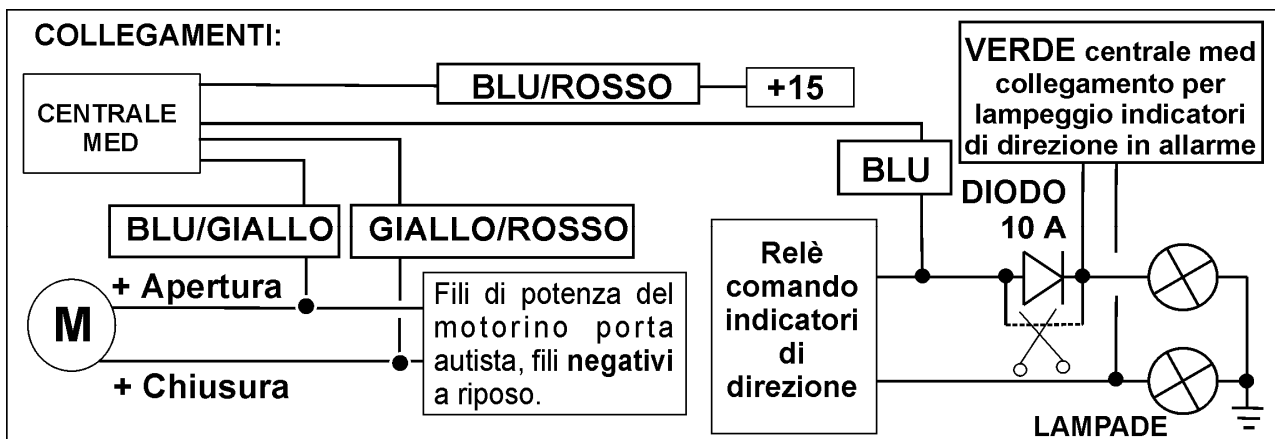 COLLEGAMENTI:
CENTRALE
MED
BLU/ROSSO
+15
VERDE centrale med
collegamento per
lampeggio indicatori
di direzione in allarme
BLU
DIODO
10 A
BLU/GIALLO
GIALLO/ROSSO
M
+ Apertura
+ Chiusura
Fili di potenza del
motorino porta
autista, fili negativi
a riposo.
Relè
comando
indicatori
di
direzione
LAMPADE